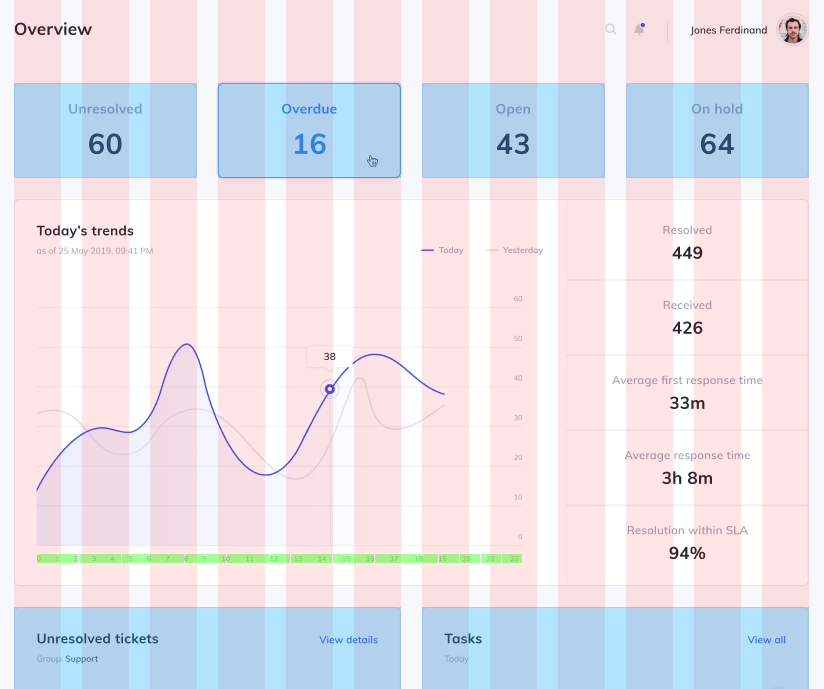 Overview
Jones Ferdinand
Unresolved
60
Overdue
16
Open
43
On hold
64
Today's trends
as of 25 May 2019, 09:41 PM
Today
Yesterday
60
50
40
30
20
10
0
38
0 1 2 3 4 5 6 7 8 9 10 11 12 13 14 15 16 17 18 19 20 21 22
Resolved
449
Received
426
Average first response time
33m
Average response time
3h 8m
Resolution within SLA
94%
Unresolved tickets
View details
Group: Support
Tasks
View all
Today